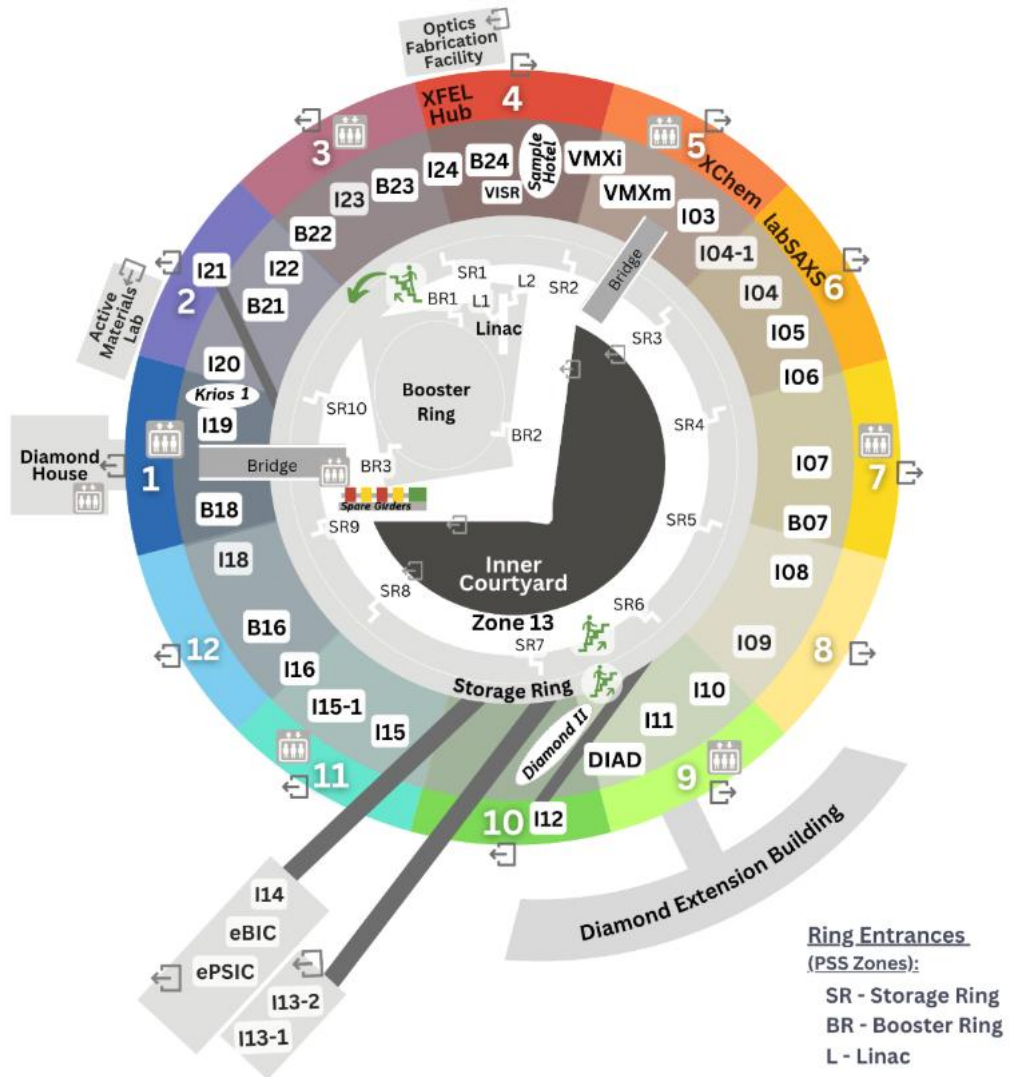 Optics
Fabrication
Facility
XFEL
Hub
4
3
5
XChem
I24
B24
VISR
Sample
Hotel
VMXi
I23
B23
VMXm
I03
labSAXS
B22
I04-1
6
2
I21
I22
SR1
L2
SR2
Bridge
I04
Active
Materials
Lab
B21
BR1
L1
Linac
SR3
I05
I20
Booster
Ring
I06
Krios 1
SR10
SR4
I19
BR2
Diamond
House
1
Bridge
BR3
I07
7
Spare Girders
B18
SR9
SR5
B07
I18
Inner
Courtyard
I08
SR8
SR6
B16
Zone 13
I09
12
SR7
8
I16
Storage Ring
I10
I15-1
I15
Diamond II
I11
DIAD
11
9
10
I12
Diamond Extension Building
I14
eBIC
ePSIC
I13-2
I13-1
Ring Entrances
(PSS Zones):
SR - Storage Ring
BR - Booster Ring
L - Linac